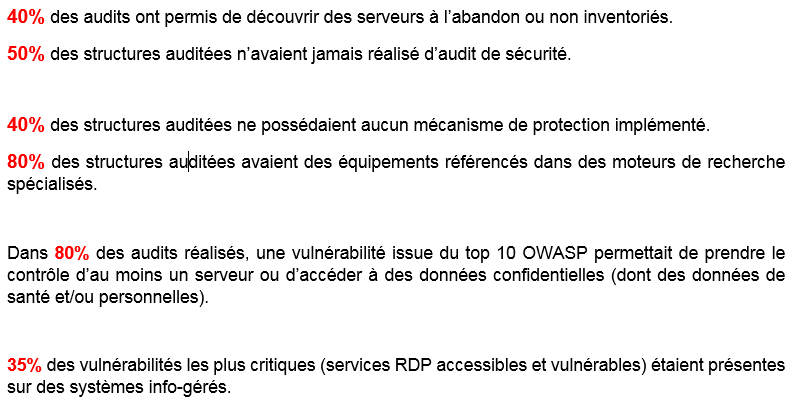 40% des audits ont permis de découvrir des serveurs à l’abandon ou non inventoriés.
50% des structures auditées n’avaient jamais réalisé d’audit de sécurité.
40% des structures auditées ne possédaient aucun mécanisme de protection implémenté.
80% des structures auditées avaient des équipements référencés dans des moteurs de recherche
spécialisés.
Dans 80% des audits réalisés, une vulnérabilité issue du top 10 OWASP permettait de prendre le
contrôle d’au moins un serveur ou d’accéder à des données confidentielles (dont des données de
santé et/ou personnelles).
35% des vulnérabilités les plus critiques (services RDP accessibles et vulnérables) étaient présentes
sur des systèmes info-gérés.